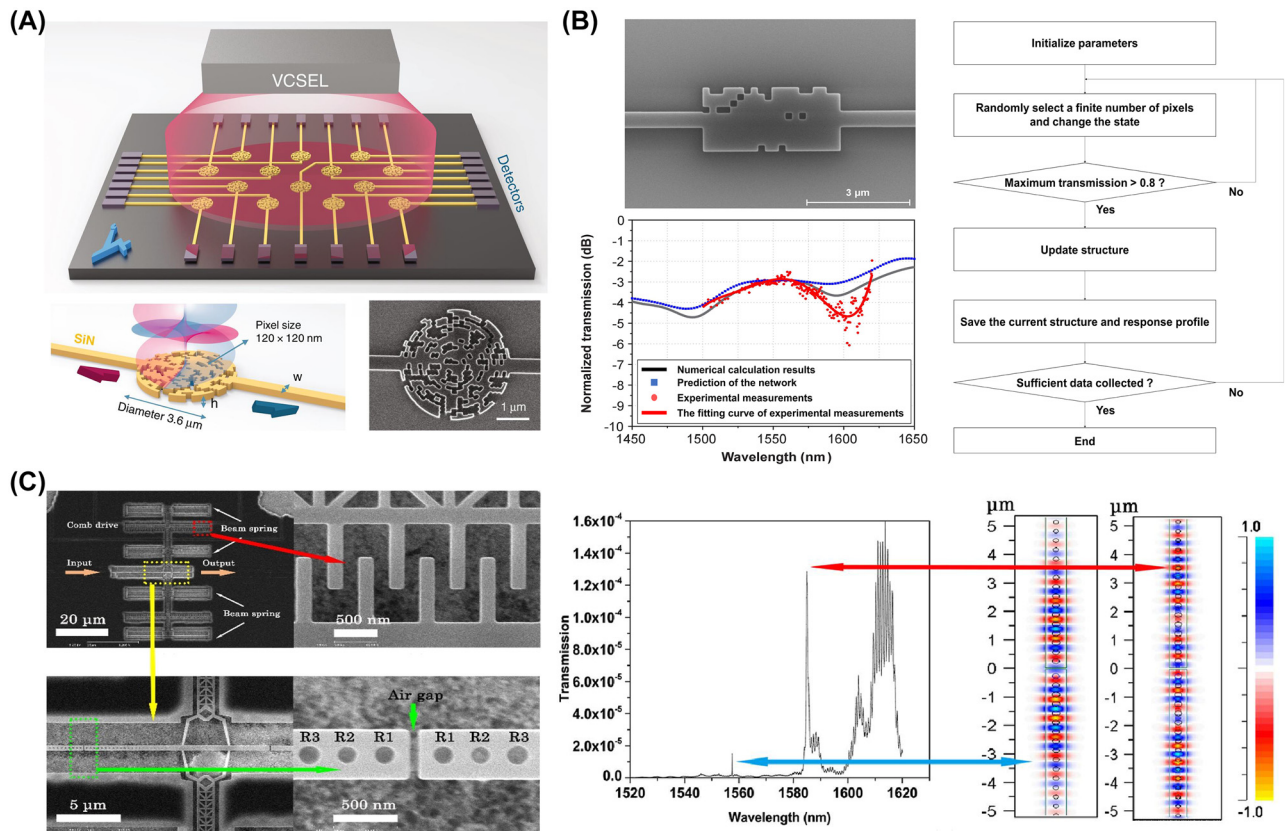 (A)
VCSEL
Detectors
SiN
Pixel size
120 × 120 nm
w
h
Diameter 3.6 μm
1 μm
(B)
3 μm
Normalized transmission (dB)
0
-1
-2
-3
-4
-5
-6
-7
-8
-9
-10
Numerical calculation results
Prediction of the network
Experimental measurements
The fitting curve of experimental measurements
1450 1500 1550 1600 1650
Wavelength (nm)
Initialize parameters
Randomly select a finite number of pixels
and change the state
Maximum transmission > 0.8 ?
No
Yes
Update structure
Save the current structure and response profile
Sufficient data collected ?
No
Yes
End
(C)
Comb drive
Beam spring
Input
Output
Beam spring
20 μm
500 nm
5 μm
Air gap
R3 R2 R1 R1 R2 R3
500 nm
Transmission
1.6x10⁻⁴
1.4x10⁻⁴
1.2x10⁻⁴
1.0x10⁻⁴
8.0x10⁻⁵
6.0x10⁻⁵
4.0x10⁻⁵
2.0x10⁻⁵
0.0
1520 1540 1560 1580 1600 1620
1500 nm
μm
5
4
3
2
1
0
-1
-2
-3
-4
-5
μm
5
4
3
2
1
0
-1
-2
-3
-4
-5
1.0
0
-1.0